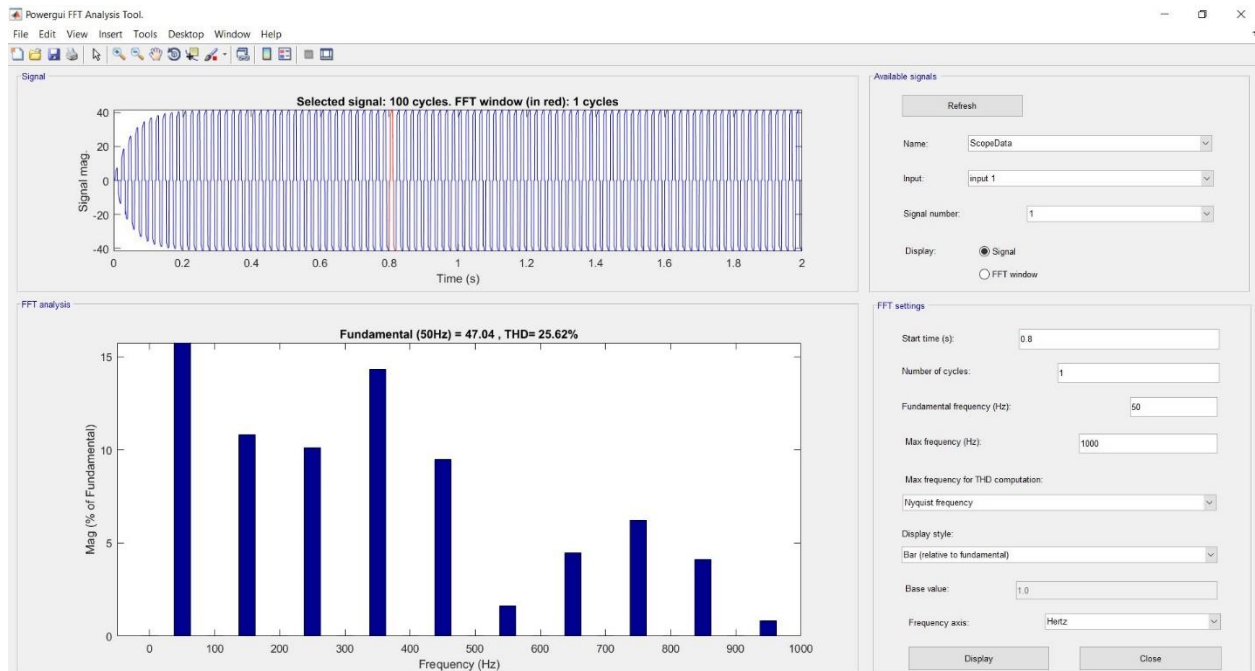 Powergui FFT Analysis Tool.
File Edit View Insert Tools Desktop Window Help
Signal
Selected signal: 100 cycles. FFT window (in red): 1 cycles
Signal mag.
40
20
0
-20
-40
0 0.2 0.4 0.6 0.8 1 1.2 1.4 1.6 1.8 2
Time (s)
FFT analysis
Fundamental (50Hz) = 47.04 , THD= 25.62%
Mag (% of Fundamental)
15
10
5
0
0 100 200 300 400 500 600 700 800 900 1000
Frequency (Hz)
Available signals
Refresh
Name: ScopeData
Input: input 1
Signal number: 1
Display: Signal
FFT window
FFT settings
Start time (s): 0.8
Number of cycles: 1
Fundamental frequency (Hz): 50
Max frequency (Hz): 1000
Max frequency for THD computation:
Nyquist frequency
Display style:
Bar (relative to fundamental)
Base value: 1.0
Frequency axis: Hertz
Display Close